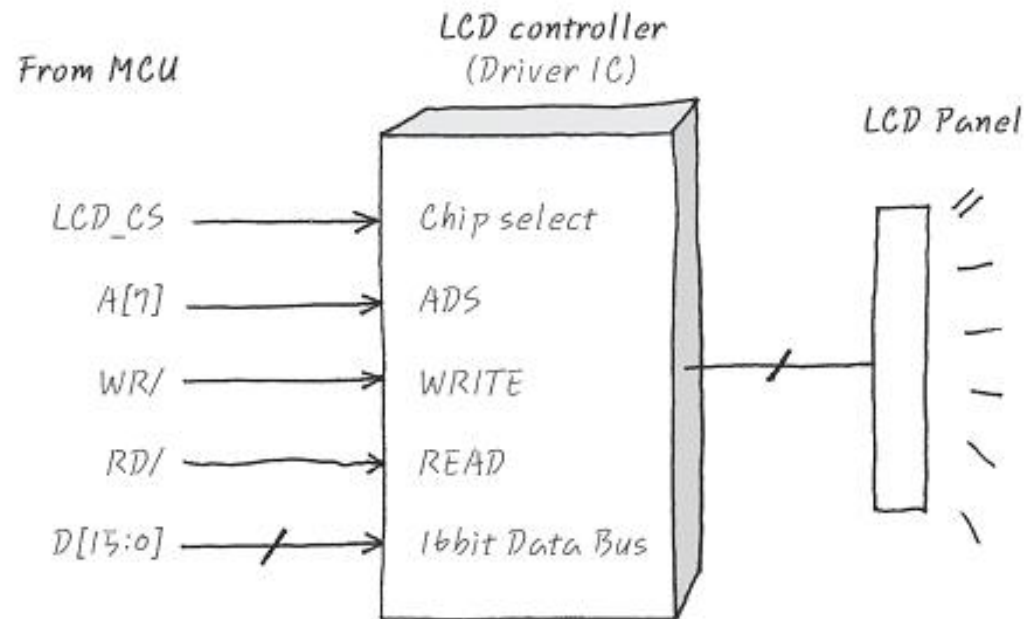 LCD controller
(Driver IC)
From MCU
LCD Panel
LCD_CS
Chip select
A[7]
ADS
WR/
WRITE
RD/
READ
D[15:0]
16bit Data Bus